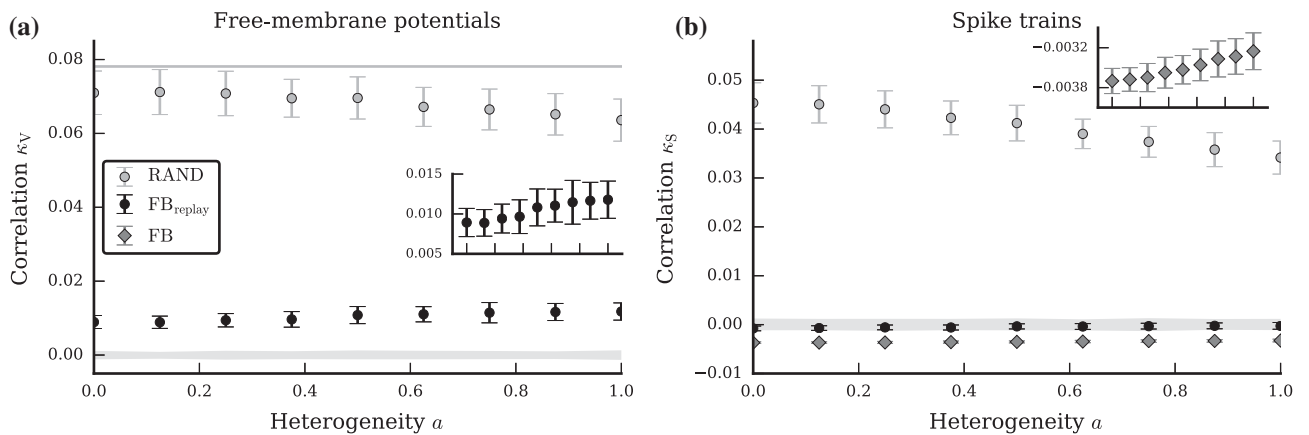 (a)
Free-membrane potentials
Correlation κV
0.08
0.06
0.04
0.02
0.00
RAND
FBreplay
FB
0.015
0.010
0.005
0.0 0.2 0.4 0.6 0.8 1.0
Heterogeneity a
(b)
Spike trains
Correlation κS
0.05
0.04
0.03
0.02
0.01
0.00
−0.01
−0.0032
−0.0038
0.0 0.2 0.4 0.6 0.8 1.0
Heterogeneity a